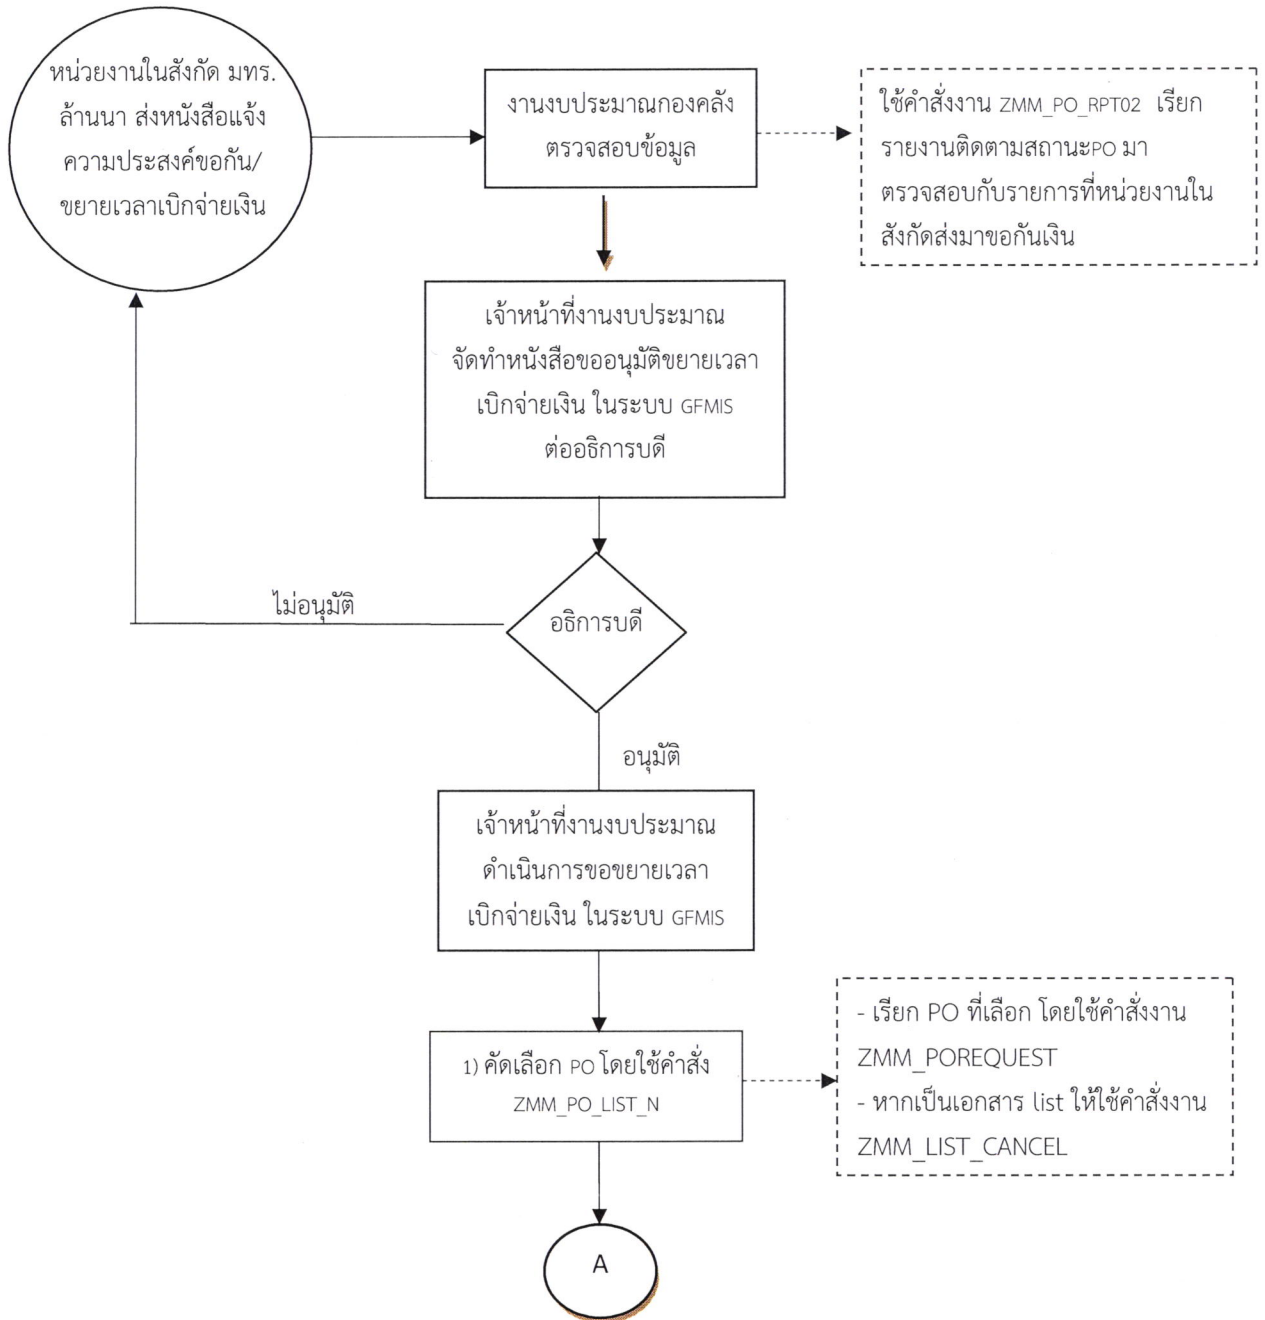 หน่วยงานในสังกัด มทร.
ล้านนา ส่งหนังสือแจ้ง
ความประสงค์ขอกัน/
ขยายเวลาเบิกจ่ายเงิน
งานงบประมาณกองคลัง
ตรวจสอบข้อมูล
ใช้คำสั่งงาน ZMM_PO_RPT02 เรียก
รายงานติดตามสถานะPO มา
ตรวจสอบกับรายการที่หน่วยงานใน
สังกัดส่งมาขอกันเงิน
เจ้าหน้าที่งานงบประมาณ
จัดทำหนังสือขออนุมัติขยายเวลา
เบิกจ่ายเงิน ในระบบ GFMIS
ต่ออธิการบดี
ไม่อนุมัติ
อธิการบดี
อนุมัติ
เจ้าหน้าที่งานงบประมาณ
ดำเนินการขอขยายเวลา
เบิกจ่ายเงิน ในระบบ GFMIS
1) คัดเลือก PO โดยใช้คำสั่ง
ZMM_PO_LIST_N
- เรียก PO ที่เลือก โดยใช้คำสั่งงาน
ZMM_POREQUEST
- หากเป็นเอกสาร list ให้ใช้คำสั่งงาน
ZMM_LIST_CANCEL
A